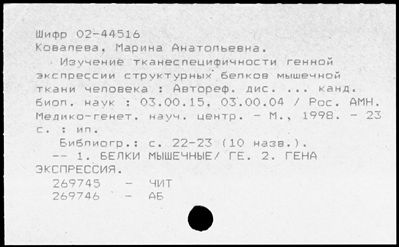 Шифр 02-44516
Ковалева, Марина Анатольевна.
Изучение тканеспецифичности генной
экспрессии структурных белков мышечной
ткани человека : Автореф. дис. ... канд.
биол. наук : 03.00.15, 03.00.04 / Рос. АМН.
Медико-генет. науч. центр. - М., 1998. - 23
с. : ил.
Библиогр.: с. 22-23 (10 назв.).
-- 1. БЕЛКИ МЫШЕЧНЫЕ/ ГЕ. 2. ГЕНА
ЭКСПРЕССИЯ.
269745 - ЧИТ
269746 - АБ